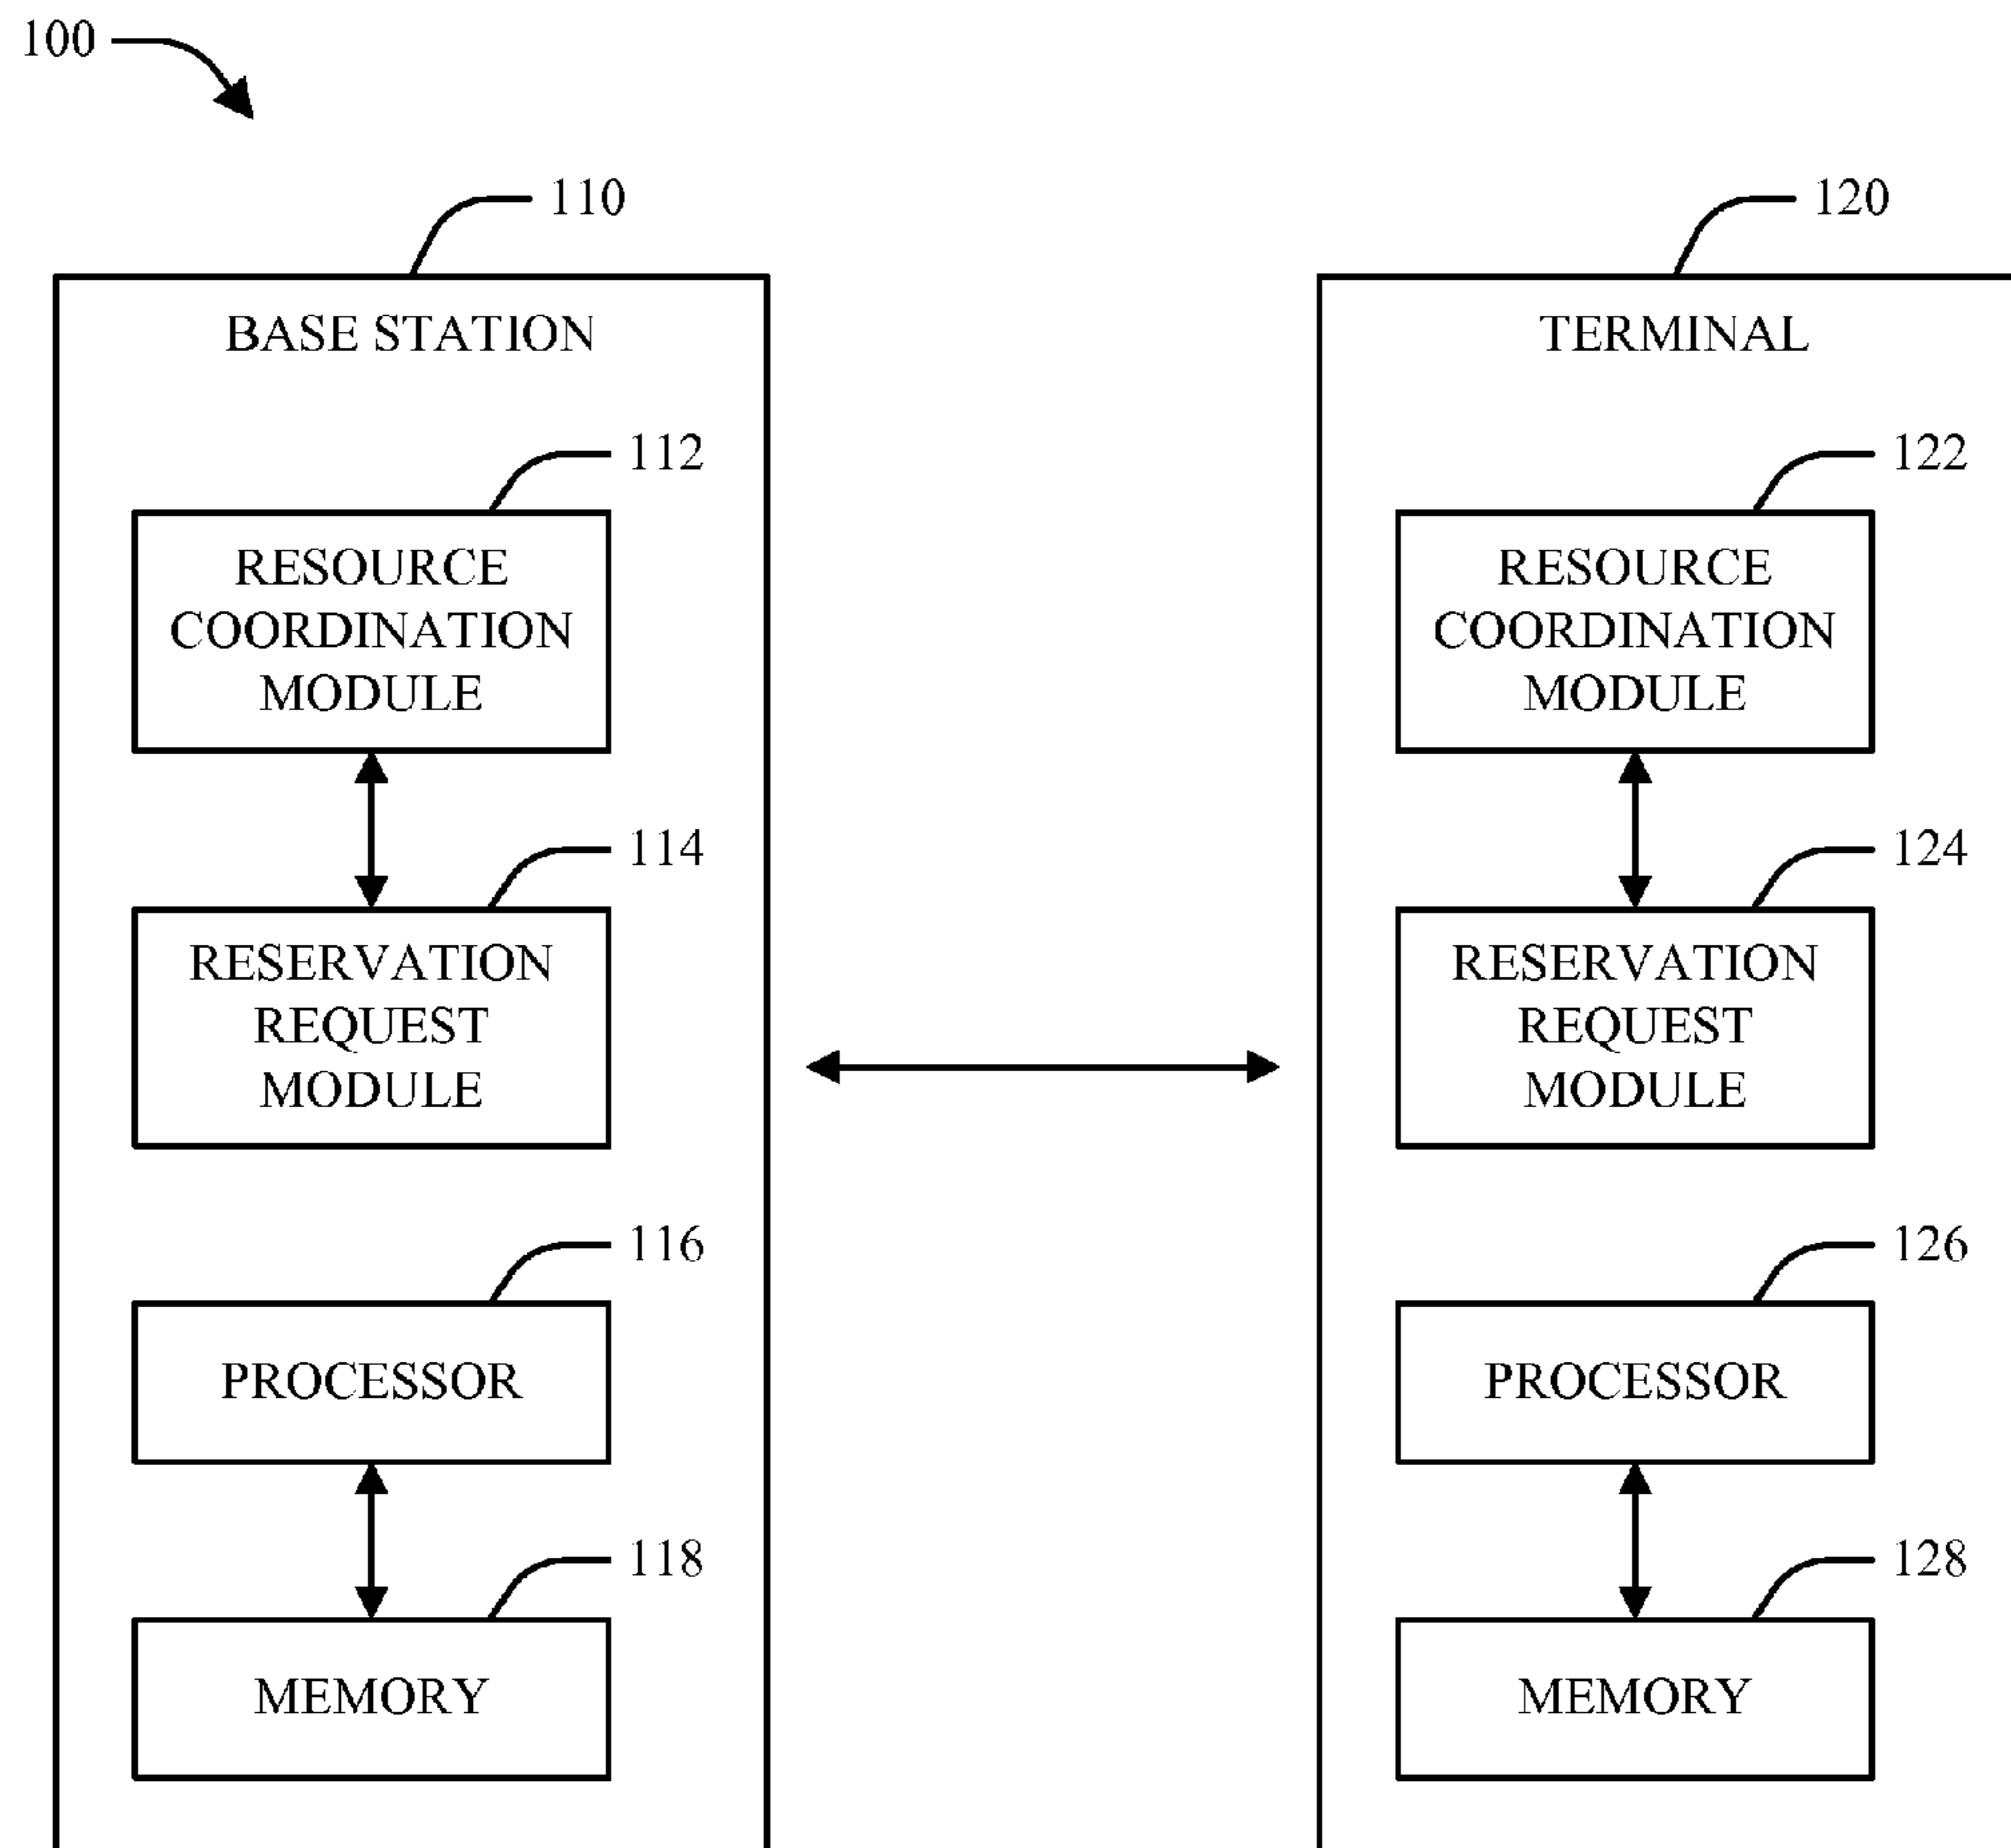 100
110
BASE STATION
112
RESOURCE
COORDINATION
MODULE
114
RESERVATION
REQUEST
MODULE
116
PROCESSOR
118
MEMORY
120
TERMINAL
122
RESOURCE
COORDINATION
MODULE
124
RESERVATION
REQUEST
MODULE
126
PROCESSOR
128
MEMORY